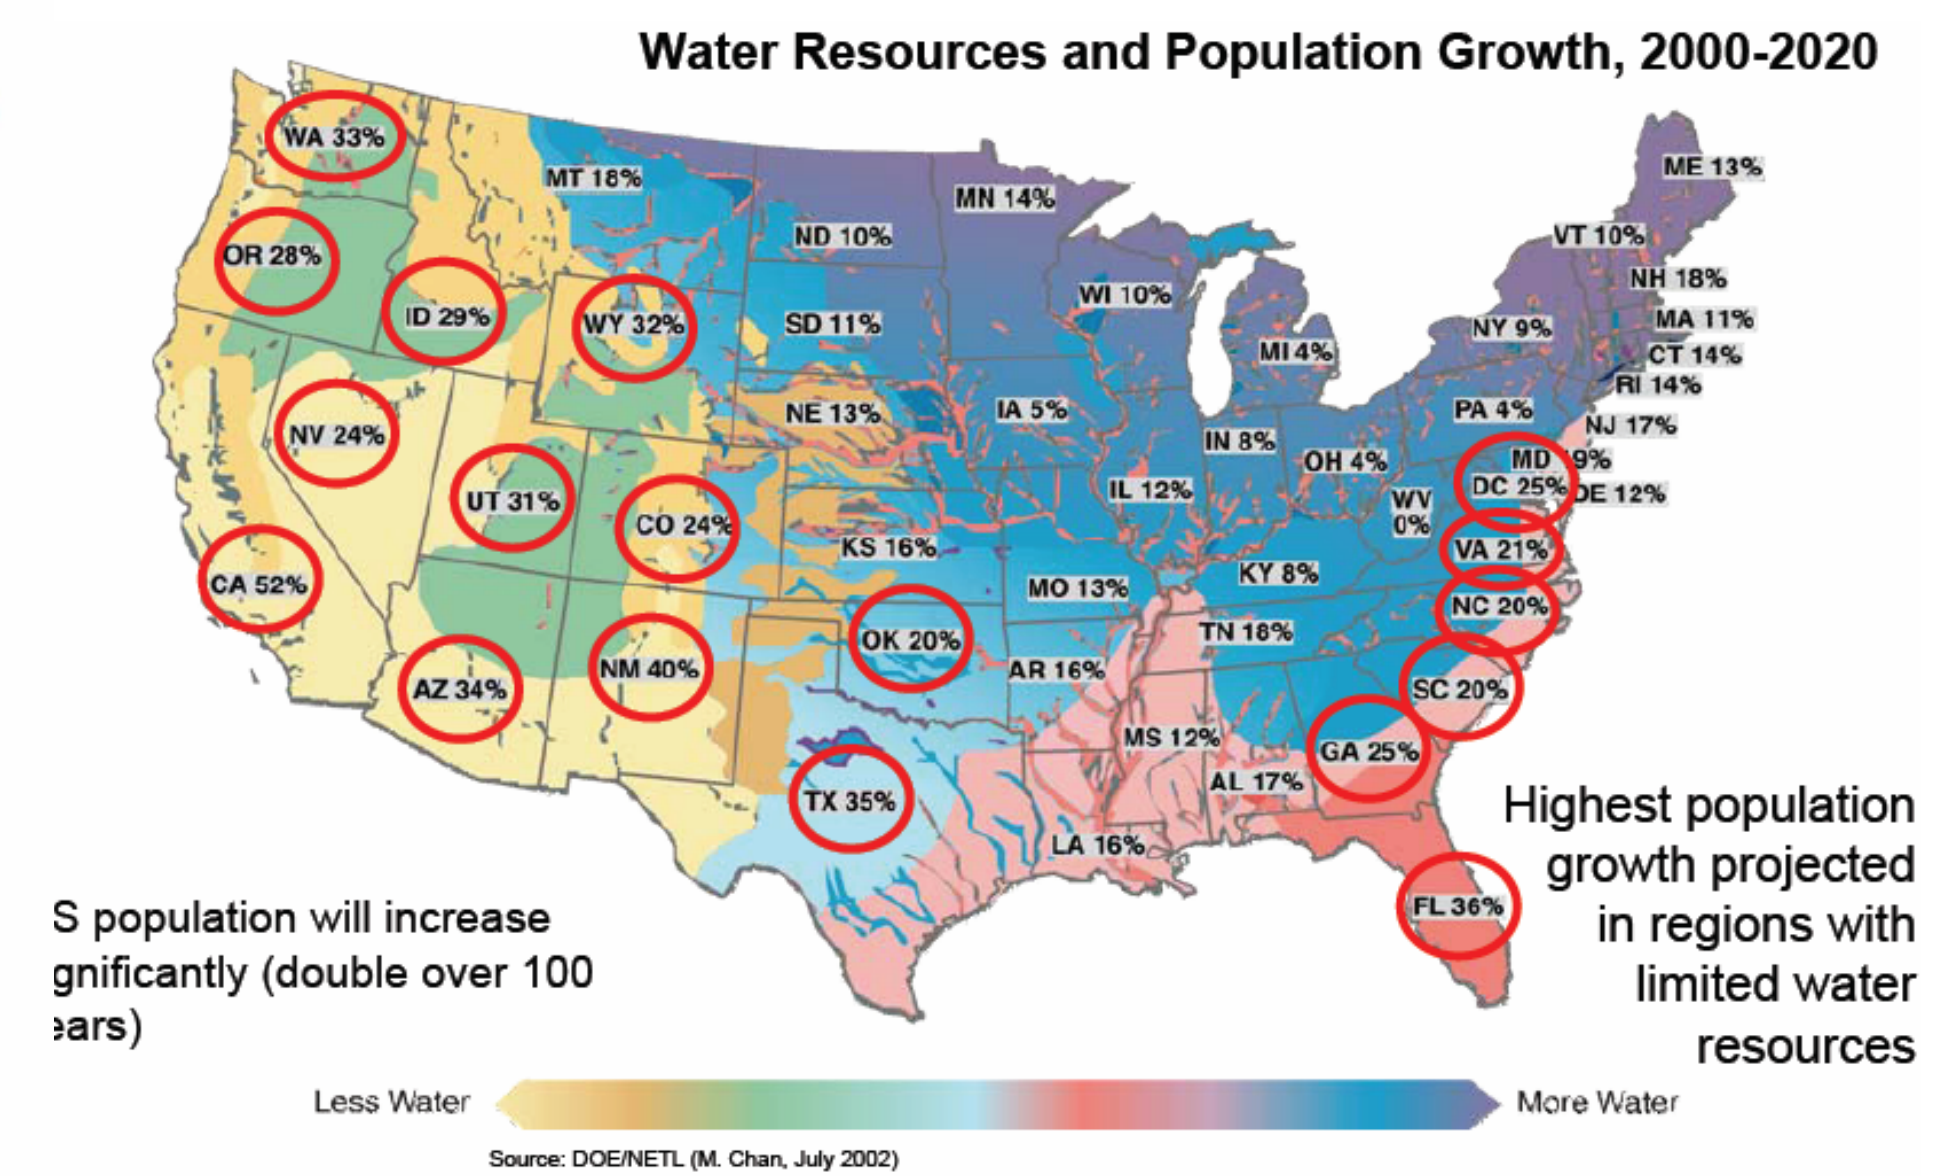 Water Resources and Population Growth, 2000-2020
WA 33%
MT 18%
ME 13%
MN 14%
ND 10%
VT 10%
OR 28%
NH 18%
WI 10%
ID 29%
WY 32%
SD 11%
NY 9%
MA 11%
MI 4%
CT 14%
RI 14%
NV 24%
NE 13%
IA 5%
PA 4%
NJ 17%
IN 8%
OH 4%
MD 9%
UT 31%
IL 12%
DC 25%
DE 12%
CO 24%
WV
0%
KS 16%
VA 21%
CA 52%
MO 13%
KY 8%
NC 20%
OK 20%
TN 18%
NM 40%
AR 16%
AZ 34%
SC 20%
MS 12%
GA 25%
TX 35%
AL 17%
LA 16%
FL 36%
Highest population
growth projected
in regions with
limited water
resources
S population will increase
gnificantly (double over 100
ears)
Less Water
More Water
Source: DOE/NETL (M. Chan, July 2002)